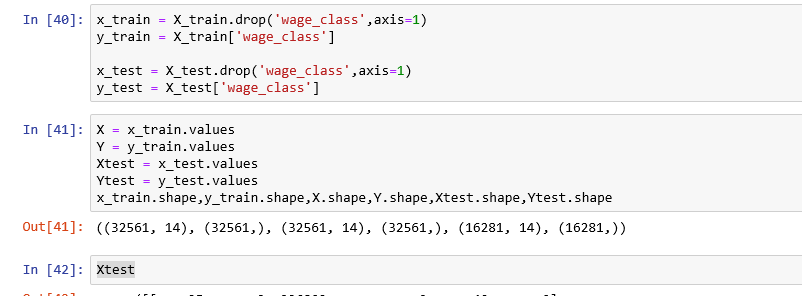 In [40]: x_train = X_train.drop('wage_class',axis=1)
y_train = X_train['wage_class']
x_test = X_test.drop('wage_class',axis=1)
y_test = X_test['wage_class']
In [41]: X = x_train.values
Y = y_train.values
Xtest = x_test.values
Ytest = y_test.values
x_train.shape,y_train.shape,X.shape,Y.shape,Xtest.shape,Ytest.shape
Out[41]: ((32561, 14), (32561,), (32561, 14), (32561,), (16281, 14), (16281,))
In [42]: Xtest